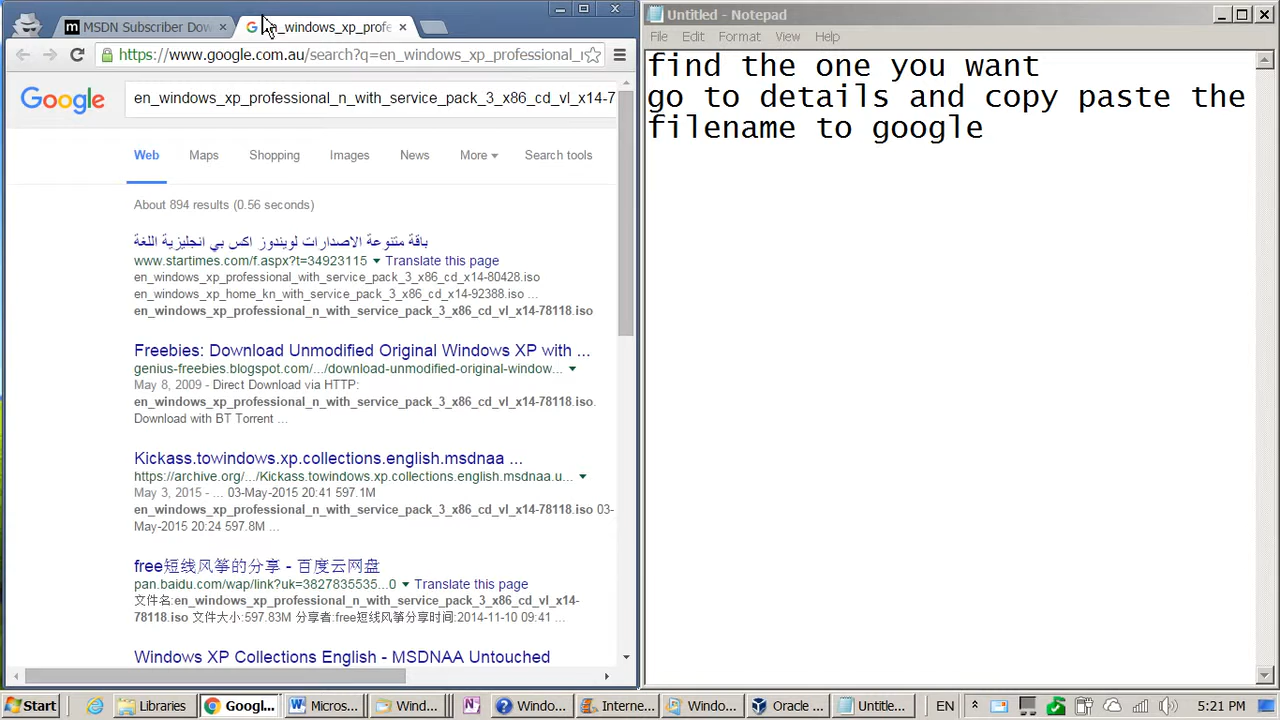 MSDN Subscriber Dow
n_windows_xp_profe
https://www.google.com.au/search?q=en_windows_xp_professional_
Google
en_windows_xp_professional_n_with_service_pack_3_x86_cd_vl_x14-7
Web Maps Shopping Images News More Search tools
About 894 results (0.56 seconds)
باقة متنوعة الاصدارات لويندوز اكس بي انجليزية اللغة
www.startimes.com/f.aspx?t=34923115 Translate this page
en_windows_xp_professional_with_service_pack_3_x86_cd_x14-80428.iso
en_windows_xp_home_kn_with_service_pack_3_x86_cd_x14-92388.iso ...
en_windows_xp_professional_n_with_service_pack_3_x86_cd_vl_x14-78118.iso
Freebies: Download Unmodified Original Windows XP with ...
genius-freebies.blogspot.com/.../download-unmodified-original-window...
May 8, 2009 - Direct Download via HTTP:
en_windows_xp_professional_n_with_service_pack_3_x86_cd_vl_x14-78118.iso.
Download with BT Torrent ...
Kickass.towindows.xp.collections.english.msdnaa ...
https://archive.org/.../Kickass.towindows.xp.collections.english.msdnaa.u...
May 3, 2015 - ... 03-May-2015 20:41 597.1M
en_windows_xp_professional_n_with_service_pack_3_x86_cd_vl_x14-78118.iso 03-
May-2015 20:24 597.8M ...
free短线风筝的分享 - 百度云网盘
pan.baidu.com/wap/link?uk=3827835535...0 Translate this page
文件名:en_windows_xp_professional_n_with_service_pack_3_x86_cd_vl_x14-
78118.iso 文件大小:597.83M 分享者:free短线风筝分享时间:2014-11-10 09:41 ...
Windows XP Collections English - MSDNAA Untouched
Untitled - Notepad
File Edit Format View Help
find the one you want
go to details and copy paste the
filename to google
Start Libraries Googl... Micros... Wind... Windo... Interne... Windo... Oracle ... Untitle... EN 5:21 PM